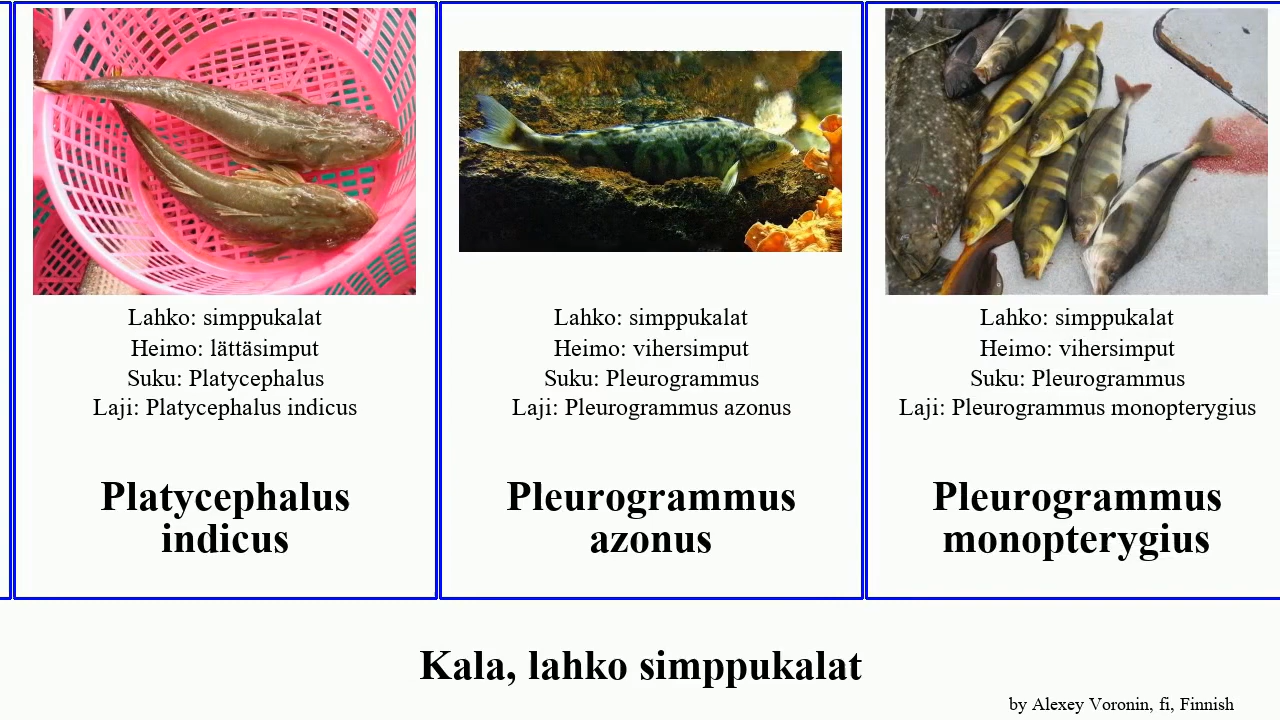 Lahko: simppukalat
Heimo: lättäsimput
Suku: Platycephalus
Laji: Platycephalus indicus
Platycephalus
indicus
Lahko: simppukalat
Heimo: vihersimput
Suku: Pleurogrammus
Laji: Pleurogrammus azonus
Pleurogrammus
azonus
Lahko: simppukalat
Heimo: vihersimput
Suku: Pleurogrammus
Laji: Pleurogrammus monopterygius
Pleurogrammus
monopterygius
Kala, lahko simppukalat
by Alexey Voronin, fi, Finnish